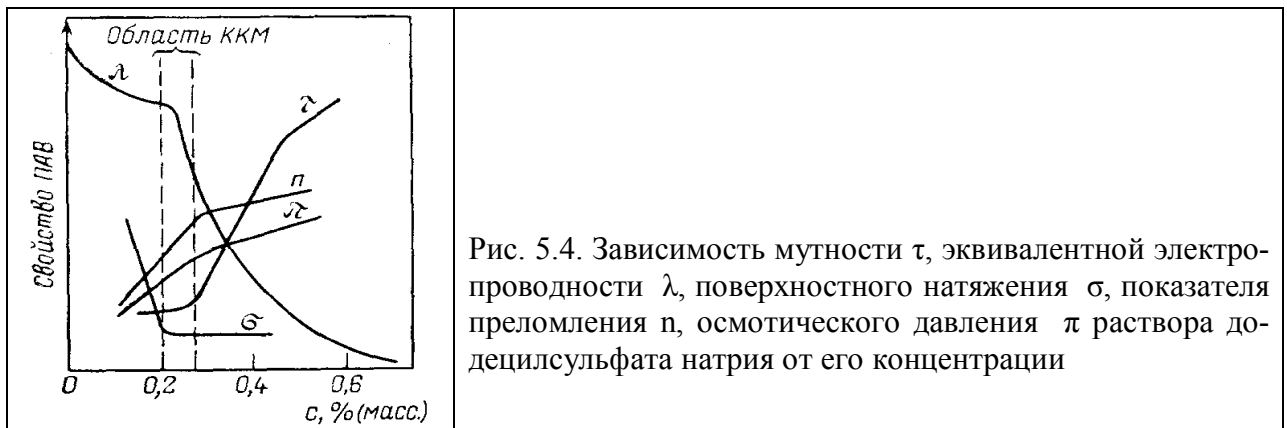 Область ККМ
λ
τ
n
π
σ
Свойство ПАВ
0
0,2
0,4
0,6
с, %(масс.)
Рис. 5.4. Зависимость мутности τ, эквивалентной электро-
проводности λ, поверхностного натяжения σ, показателя
преломления n, осмотического давления π раствора до-
децилсульфата натрия от его концентрации